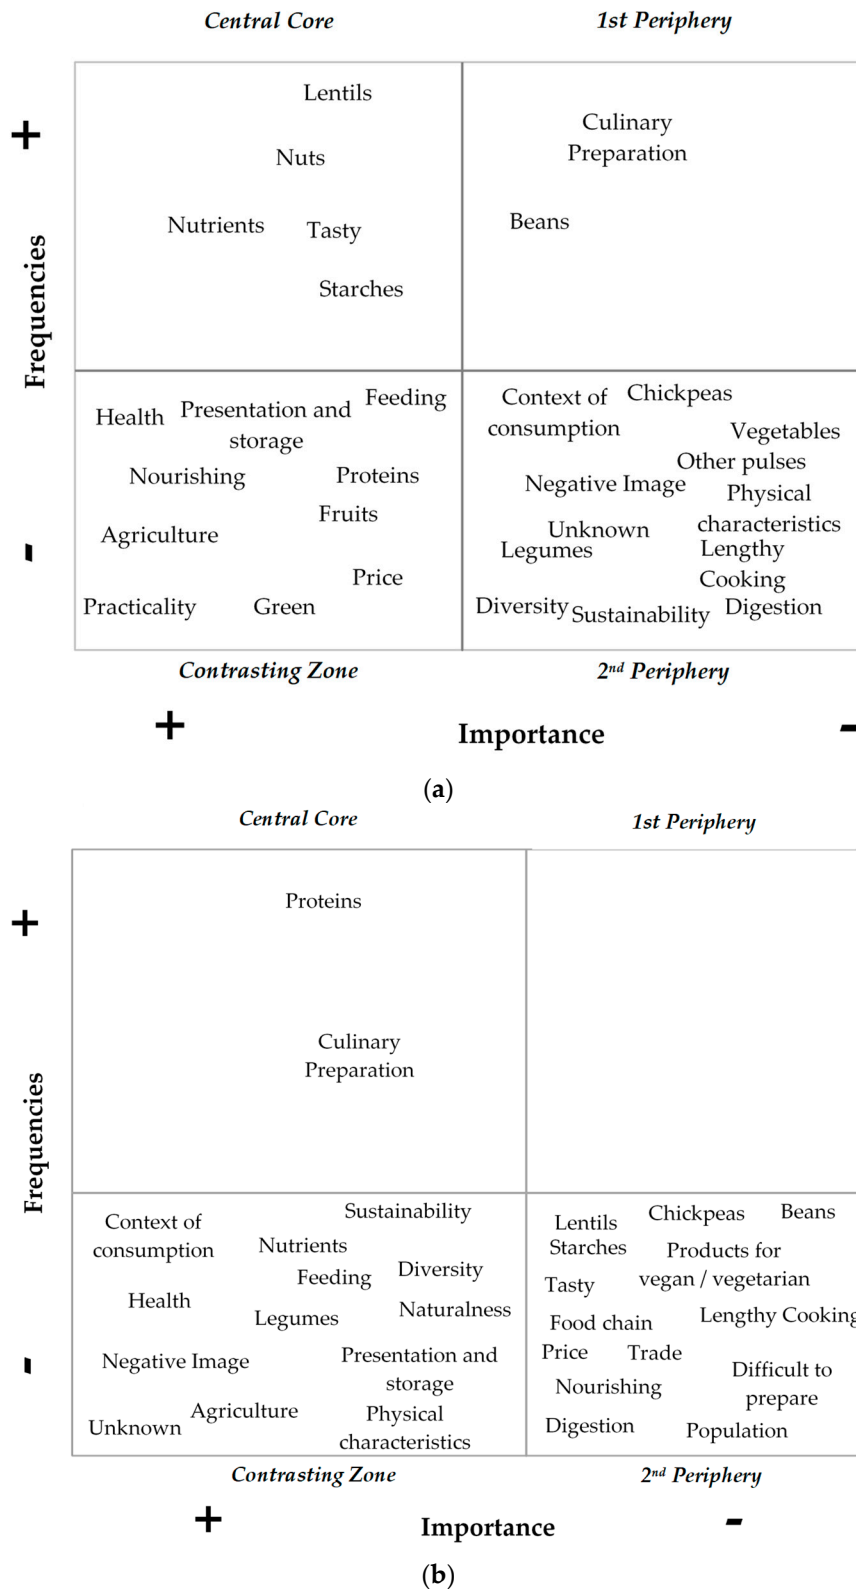 Central Core
1st Periphery
+
Frequencies
-
Lentils
Nuts
Nutrients
Tasty
Starches
Culinary
Preparation
Beans
Feeding
Health
Presentation and
storage
Nourishing
Proteins
Fruits
Agriculture
Price
Practicality
Green
Context of
consumption
Chickpeas
Vegetables
Other pulses
Negative Image
Physical
characteristics
Unknown
Legumes
Lengthy
Cooking
Diversity
Sustainability
Digestion
Contrasting Zone
2nd Periphery
+
Importance
-
(a)
Central Core
1st Periphery
+
Frequencies
-
Proteins
Culinary
Preparation
Sustainability
Context of
consumption
Nutrients
Feeding
Diversity
Health
Legumes
Naturalness
Negative Image
Presentation and
storage
Agriculture
Unknown
Physical
characteristics
Lentils
Chickpeas
Beans
Starches
Products for
vegan / vegetarian
Tasty
Food chain
Lengthy Cooking
Price
Trade
Difficult to
prepare
Nourishing
Digestion
Population
Contrasting Zone
2nd Periphery
+
Importance
-
(b)